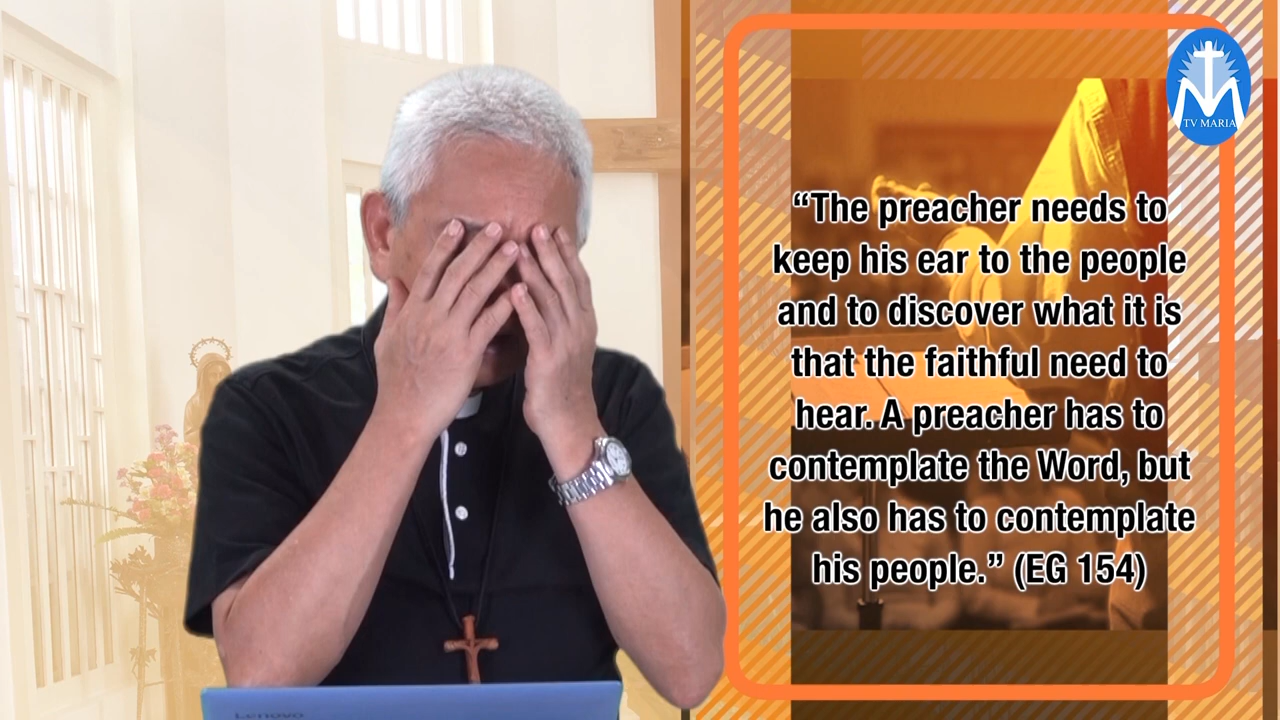 TV MARIA
“The preacher needs to
keep his ear to the people
and to discover what it is
that the faithful need to
hear. A preacher has to
contemplate the Word, but
he also has to contemplate
his people.” (EG 154)
Lenovo